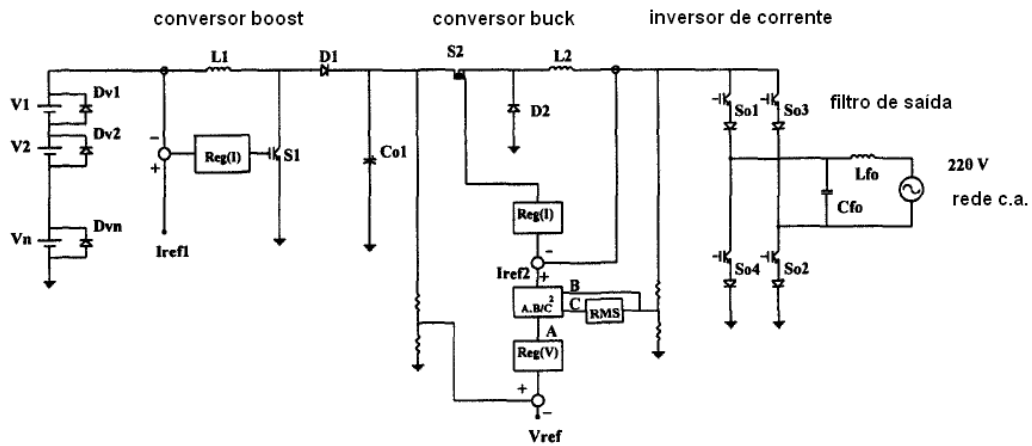 conversor boost
conversor buck
inversor de corrente
L1
D1
S2
L2
V1
Dv1
V2
Dv2
Vn
Dvn
-
+
Reg(I)
S1
Iref1
Co1
D2
Reg(I)
-
Iref2
+
A.B/C²
B
C
RMS
A
Reg(V)
+
-
Vref
So1
So3
So4
So2
filtro de saída
Lfo
Cfo
220 V
rede c.a.